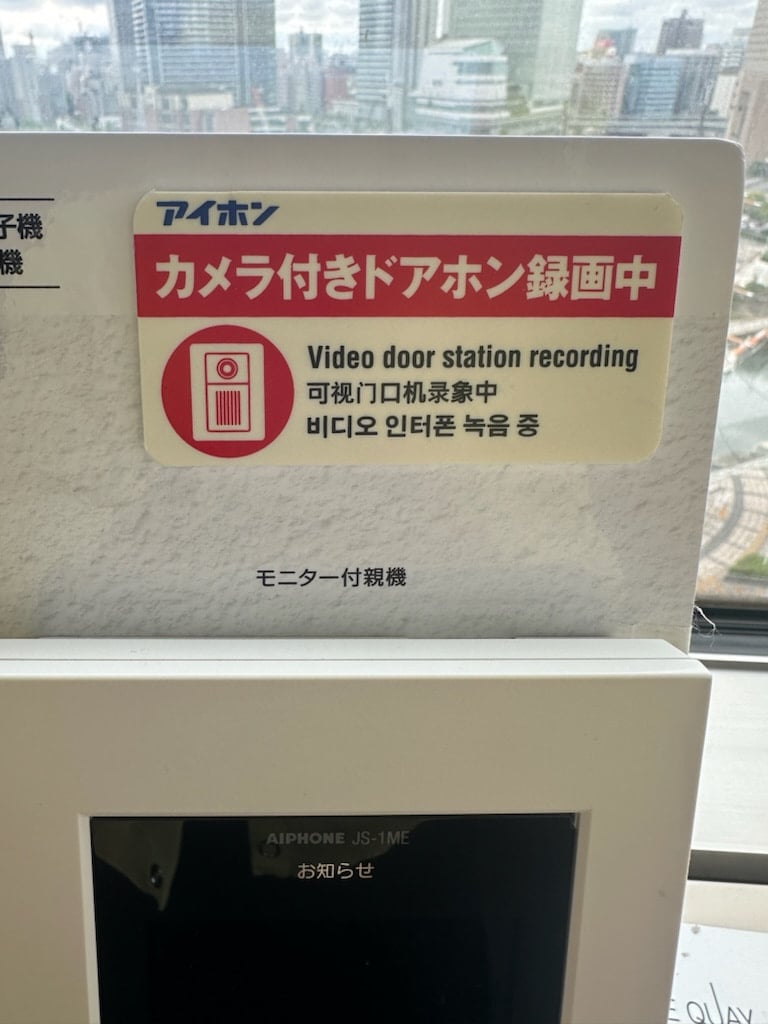 子機
機
アイホン
カメラ付きドアホン録画中
Video door station recording
可视门口机录象中
비디오 인터폰 녹음 중
モニター付親機
AIPHONE JS-1ME
お知らせ
QUAY